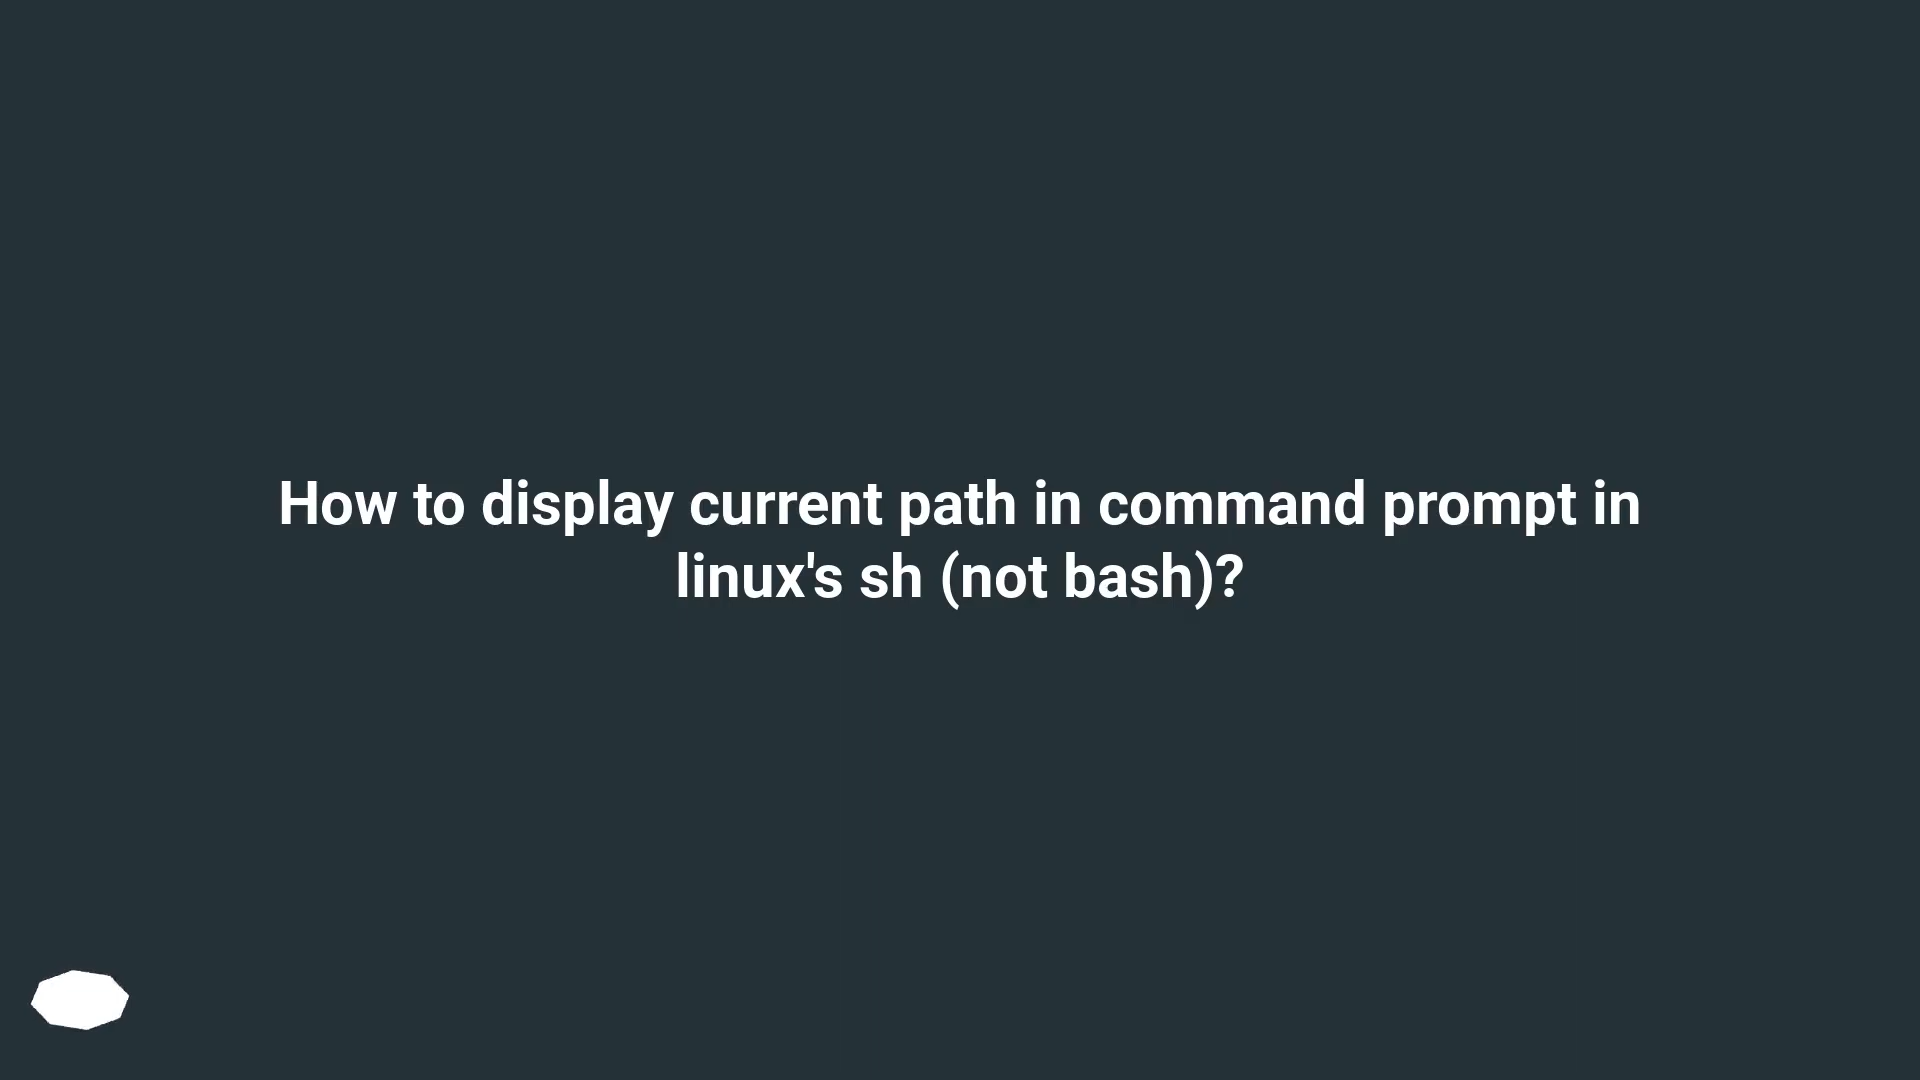 How to display current path in command prompt in
linux's sh (not bash)?